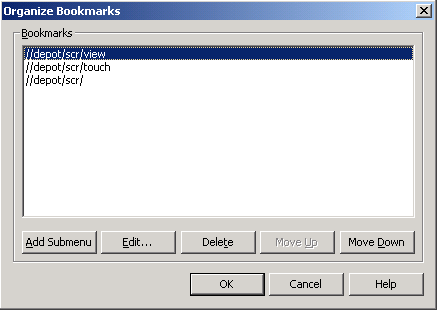 Organize Bookmarks
Bookmarks
//depot/scr/view
//depot/scr/touch
//depot/scr/
Add Submenu Edit... Delete Move Up Move Down
OK Cancel Help